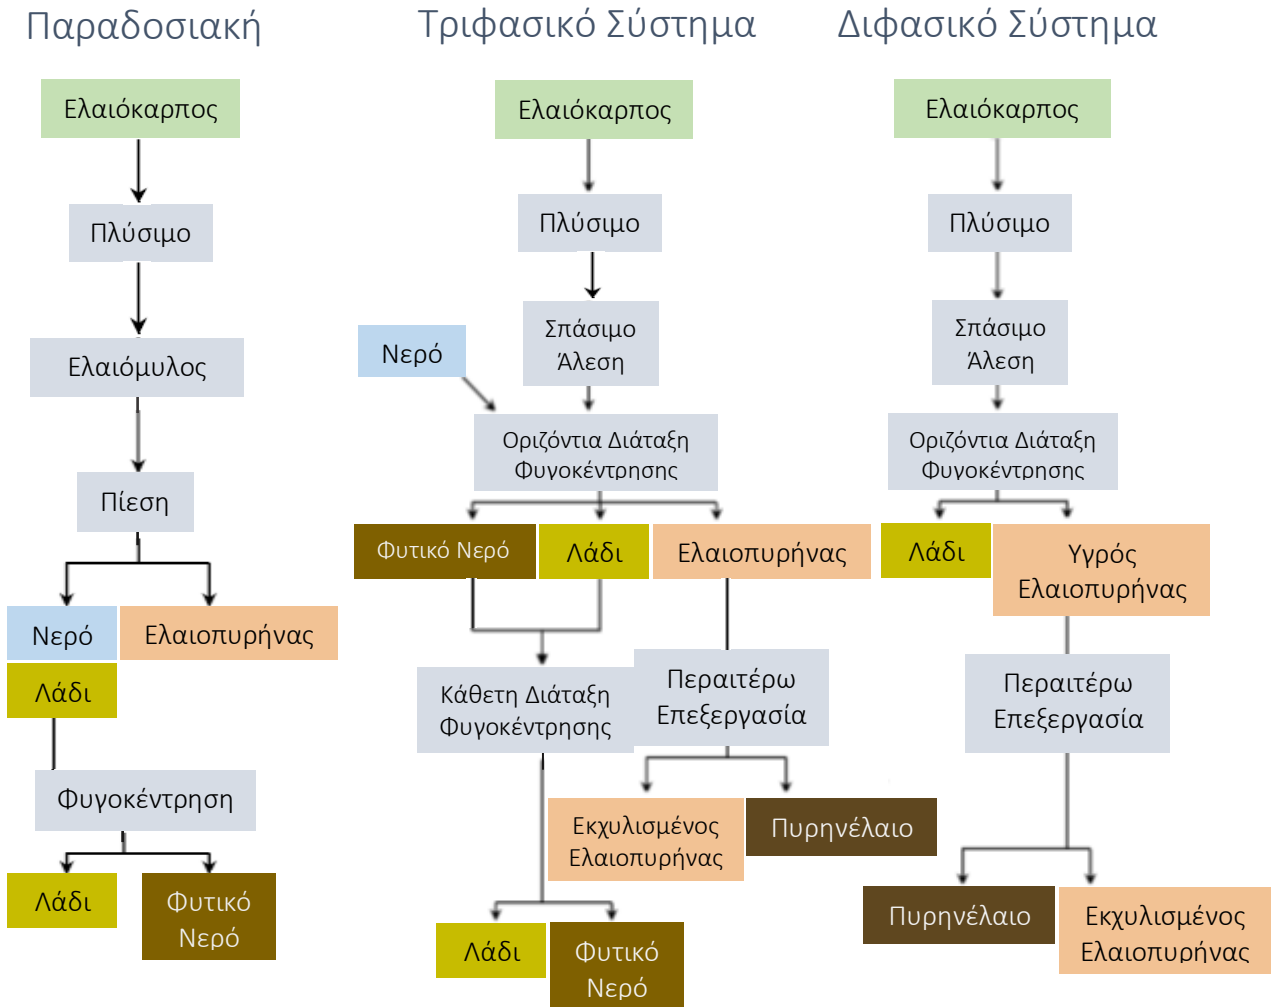 Παραδοσιακή
Ελαιόκαρπος
Πλύσιμο
Ελαιόμυλος
Πίεση
Νερό
Λάδι
Ελαιοπυρήνας
Φυγοκέντρηση
Λάδι
Φυτικό
Νερό
Τριφασικό Σύστημα
Ελαιόκαρπος
Πλύσιμο
Σπάσιμο
Άλεση
Νερό
Οριζόντια Διάταξη
Φυγοκέντρησης
Φυτικό Νερό
Λάδι
Ελαιοπυρήνας
Κάθετη Διάταξη
Φυγοκέντρησης
Περαιτέρω
Επεξεργασία
Εκχυλισμένος
Ελαιοπυρήνας
Πυρηνέλαιο
Λάδι
Φυτικό
Νερό
Διφασικό Σύστημα
Ελαιόκαρπος
Πλύσιμο
Σπάσιμο
Άλεση
Οριζόντια Διάταξη
Φυγοκέντρησης
Λάδι
Υγρός
Ελαιοπυρήνας
Περαιτέρω
Επεξεργασία
Πυρηνέλαιο
Εκχυλισμένος
Ελαιοπυρήνας